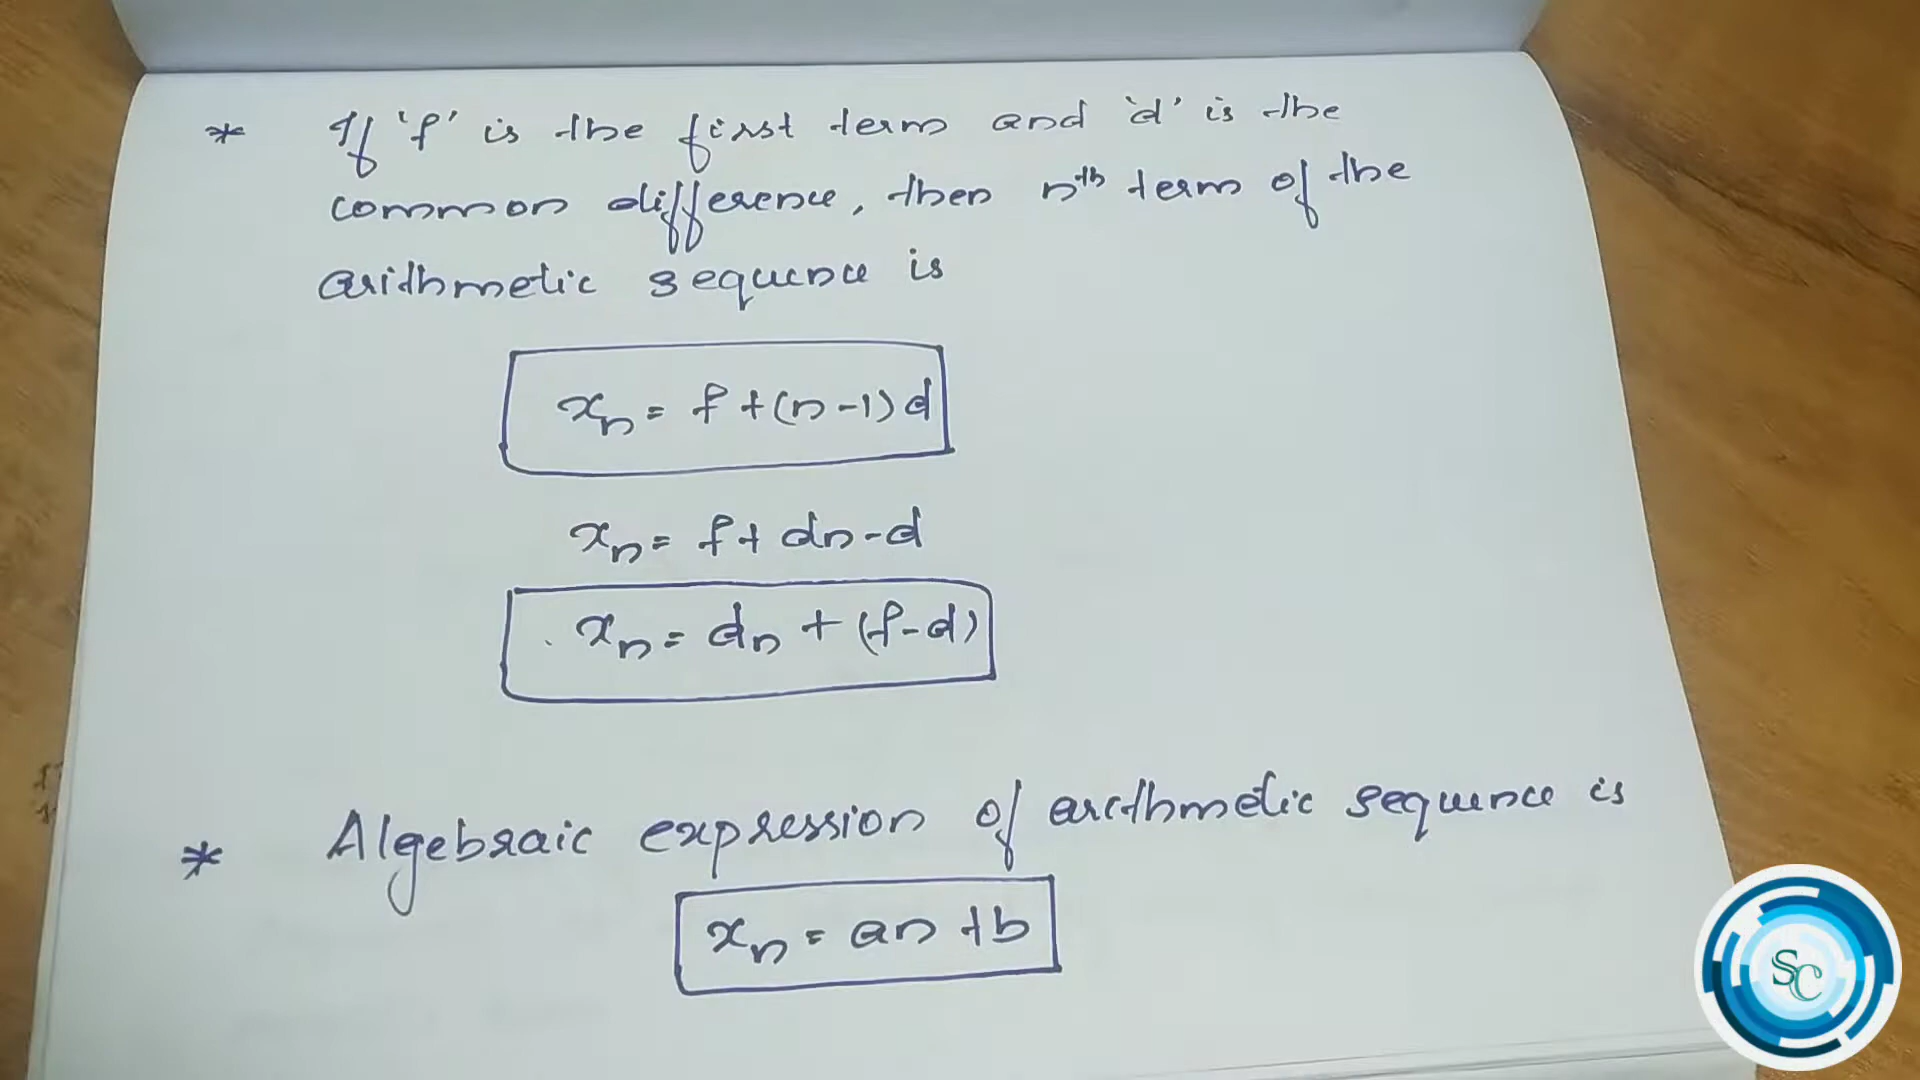 * If 'f' is the first term and 'd' is the
common difference, then nth term of the
arithmetic sequence is
xn = f + (n-1) d
xn = f + dn - d
xn = dn + (f-d)
* Algebraic expression of arithmetic sequence is
xn = an + b
SC